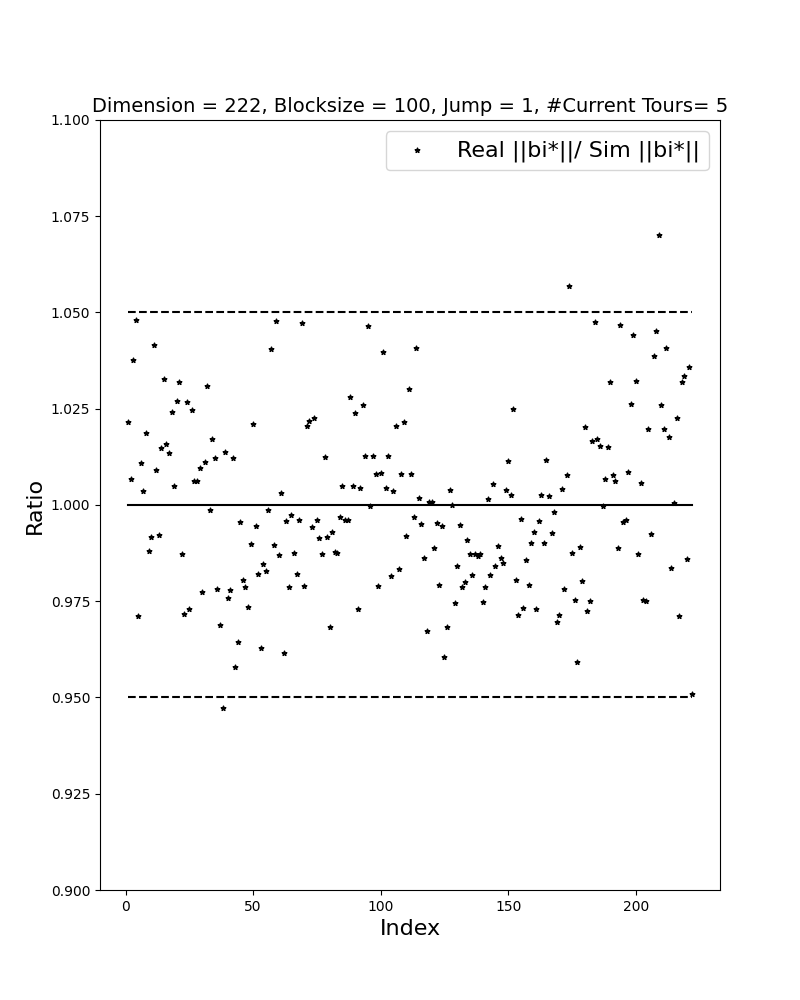 Dimension = 222, Blocksize = 100, Jump = 1, #Current Tours= 5
Real ||bi*||/ Sim ||bi*||
1.100
1.075
1.050
1.025
1.000
0.975
0.950
0.925
0.900
Ratio
0 50 100 150 200
Index